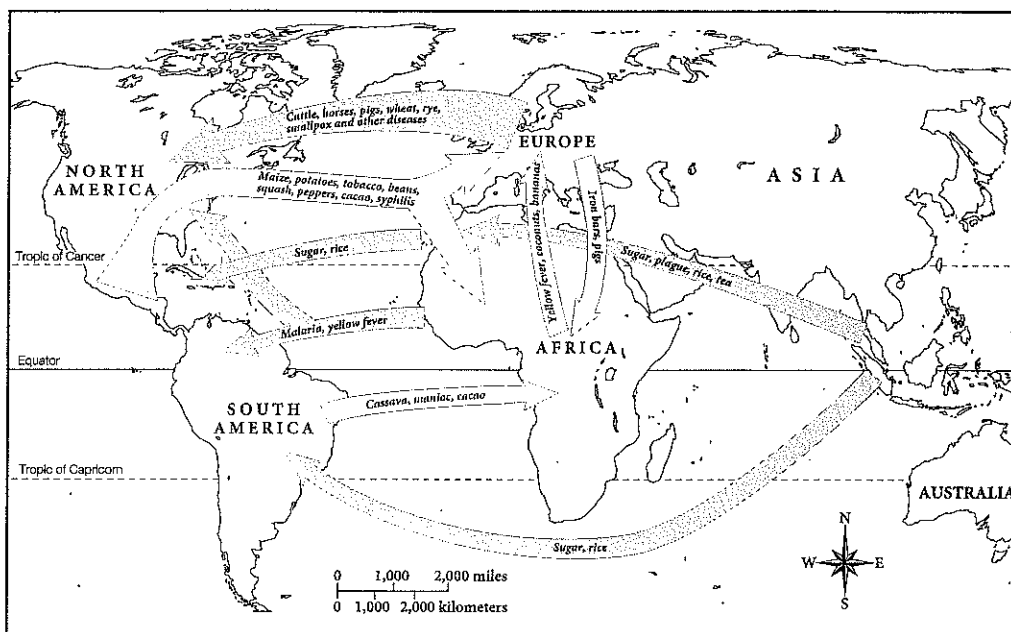 Cattle, horses, pigs, wheat, rye,
smallpox and other diseases
EUROPE
NORTH
AMERICA
ASIA
Maize, potatoes, tobacco, beans,
squash, peppers, cacao, syphilis
Yellow fever, coconuts, bananas
Iron bars, pigs
Tropic of Cancer
Sugar, rice
Sugar, plague, rice, tea
Malaria, yellow fever
AFRICA
Equator
SOUTH
AMERICA
Cassava, maniac, cacao
Tropic of Capricorn
AUSTRALIA
Sugar, rice
N
W E
S
0 1,000 2,000 miles
0 1,000 2,000 kilometers